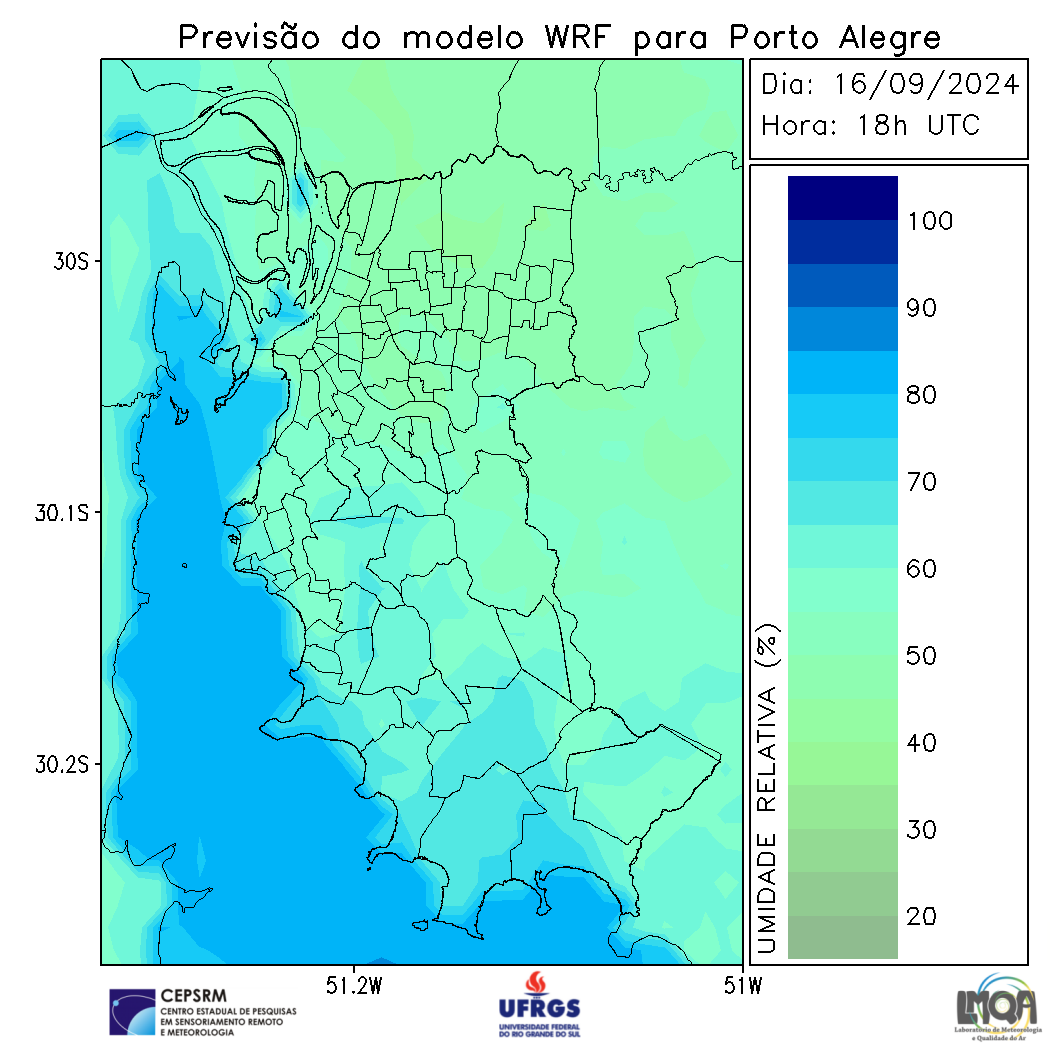 Previsão do modelo WRF para Porto Alegre
Dia: 16/09/2024
Hora: 18h UTC
30S
30.1S
30.2S
51.2W
51W
100
90
80
70
60
50
40
30
20
UMIDADE RELATIVA (%)
CEPSRM
CENTRO ESTADUAL DE PESQUISAS
EM SENSORIAMENTO REMOTO
E METEOROLOGIA
UFRGS
UNIVERSIDADE FEDERAL
DO RIO GRANDE DO SUL
LMQA
Laboratório de Meteorologia
e Qualidade do Ar